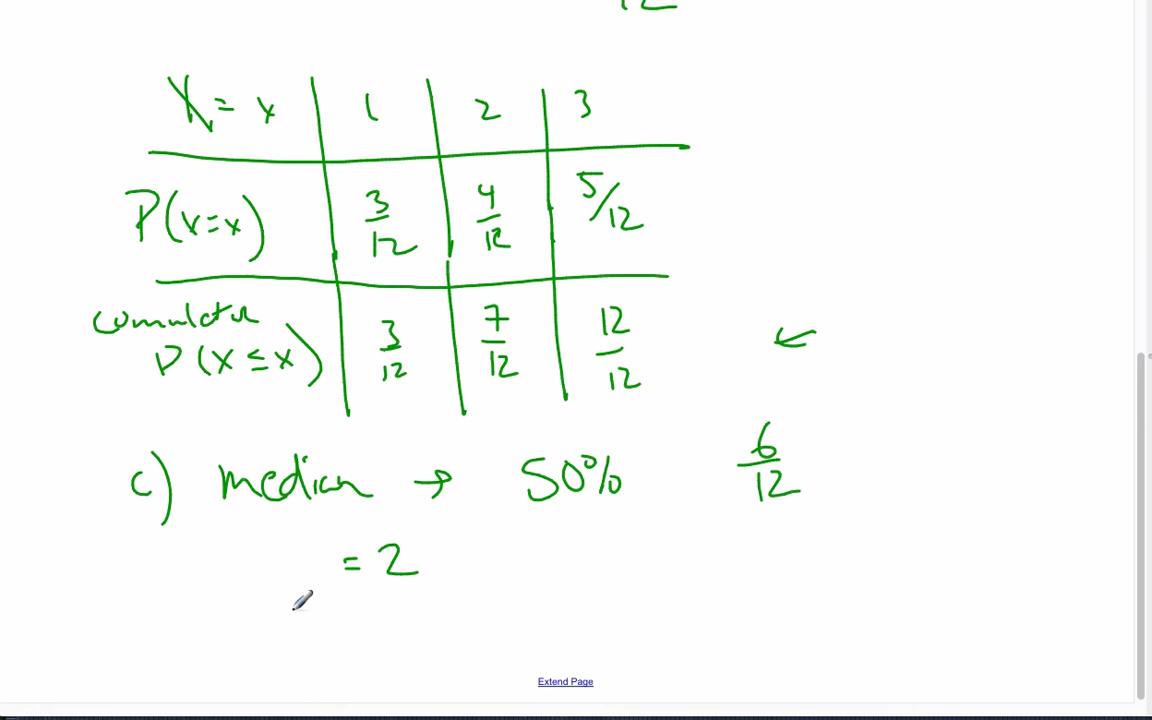 12
X = x 1 2 3
P(X=x) 3/12 4/12 5/12
cumulative
P(X ≤ x) 3/12 7/12 12/12 ←
c) median → 50% 6/12
= 2
Extend Page